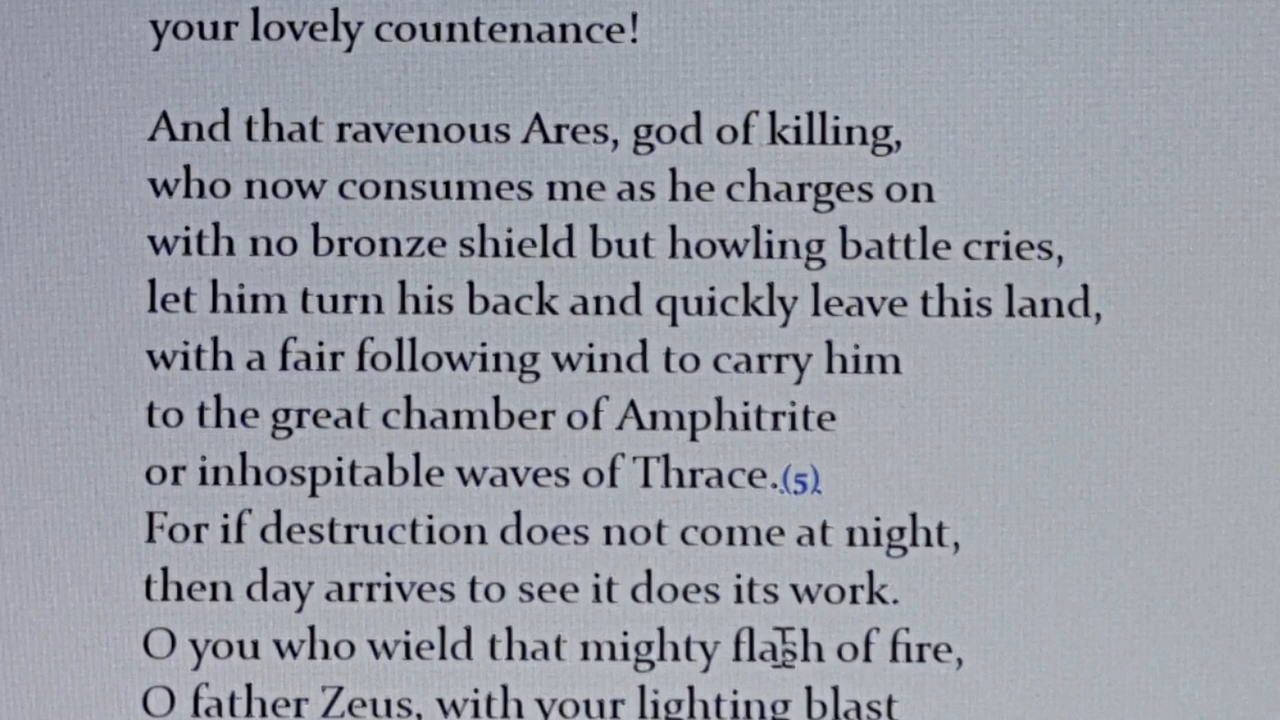 your lovely countenance!
And that ravenous Ares, god of killing,
who now consumes me as he charges on
with no bronze shield but howling battle cries,
let him turn his back and quickly leave this land,
with a fair following wind to carry him
to the great chamber of Amphitrite
or inhospitable waves of Thrace.(5)
For if destruction does not come at night,
then day arrives to see it does its work.
O you who wield that mighty flash of fire,
O father Zeus, with your lighting blast